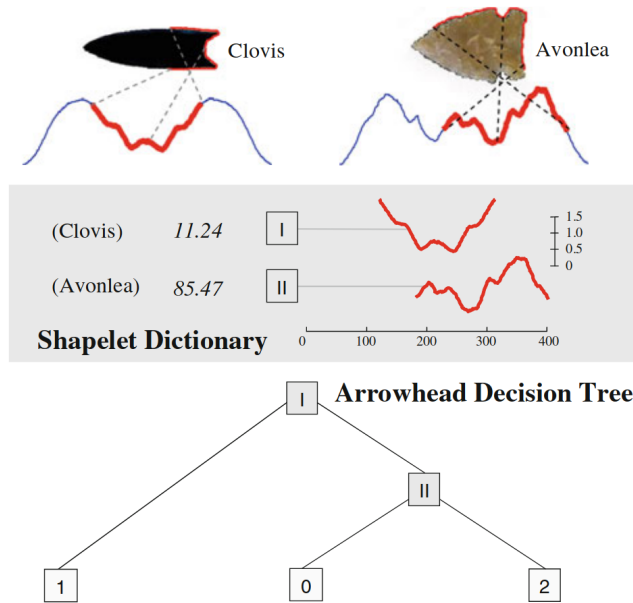 Clovis
Avonlea
(Clovis) 11.24 I
1.5
1.0
0.5
0
(Avonlea) 85.47 II
Shapelet Dictionary
0 100 200 300 400
I Arrowhead Decision Tree
II
1 0 2